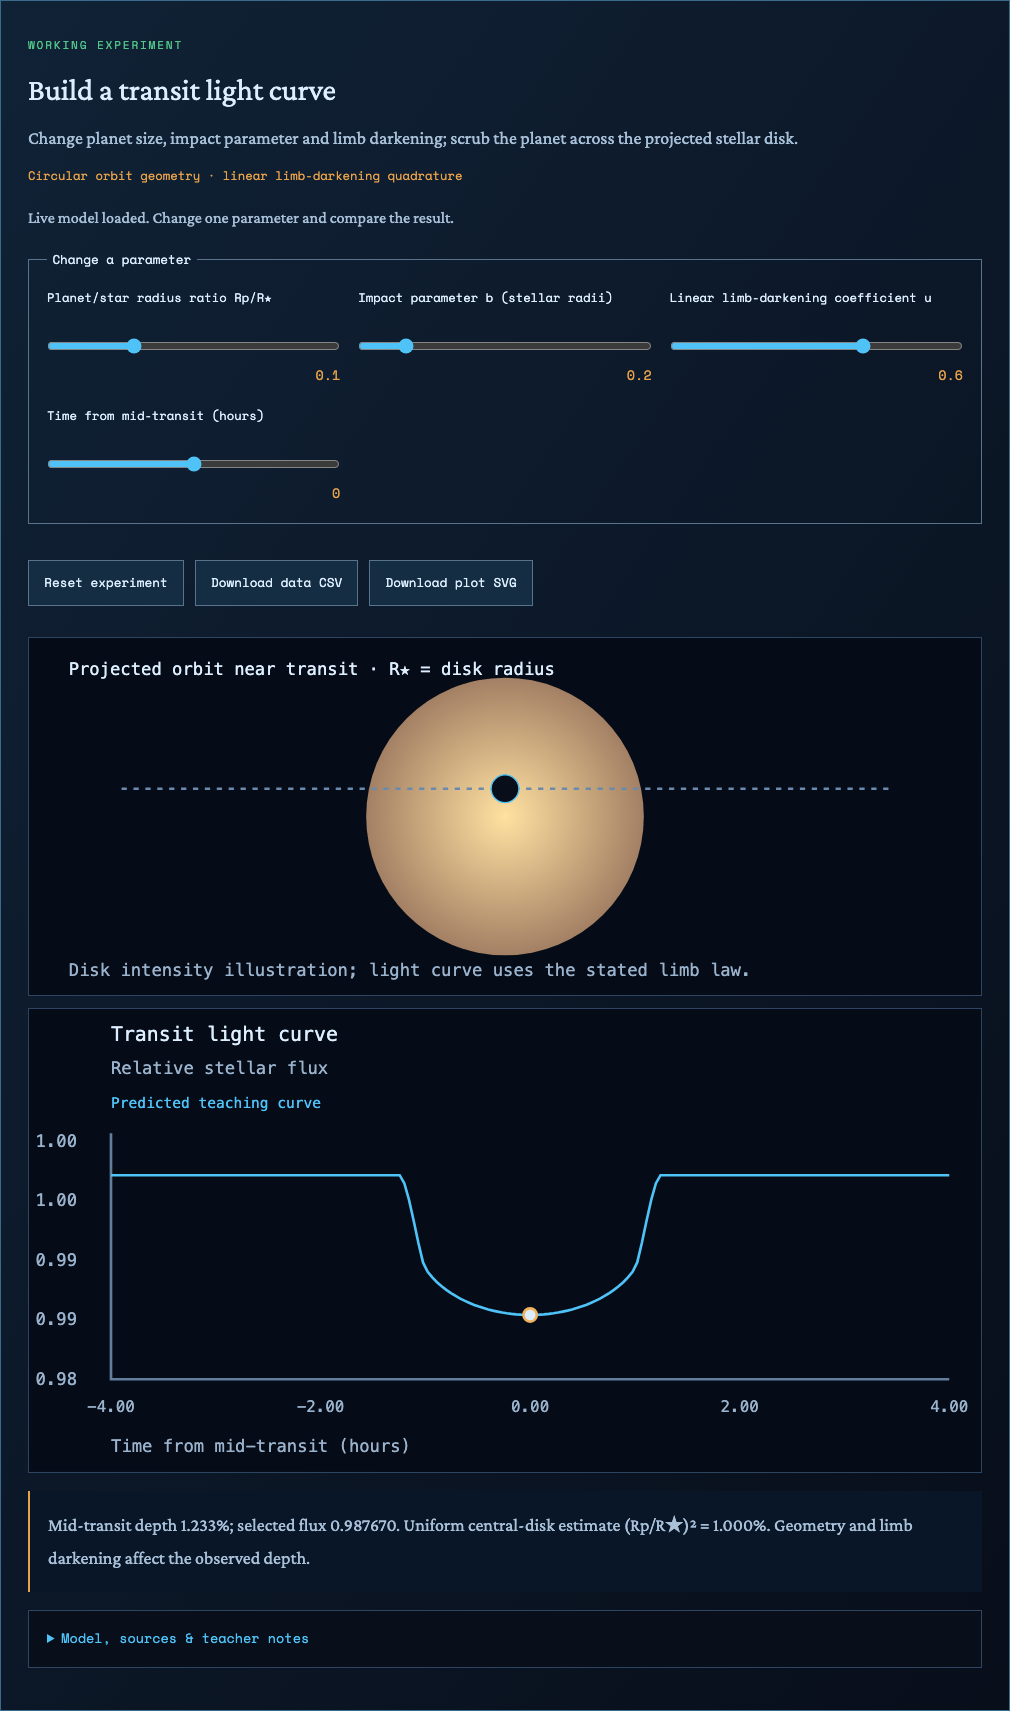 WORKING EXPERIMENT
Build a transit light curve
Change planet size, impact parameter and limb darkening; scrub the planet across the projected stellar disk.
Circular orbit geometry · linear limb-darkening quadrature
Live model loaded. Change one parameter and compare the result.
Change a parameter
Planet/star radius ratio Rp/R★
0.1
Impact parameter b (stellar radii)
0.2
Linear limb-darkening coefficient u
0.6
Time from mid-transit (hours)
0
Reset experiment
Download data CSV
Download plot SVG
Projected orbit near transit · R★ = disk radius
Disk intensity illustration; light curve uses the stated limb law.
Transit light curve
Relative stellar flux
Predicted teaching curve
1.00
1.00
0.99
0.99
0.98
−4.00
−2.00
0.00
2.00
4.00
Time from mid-transit (hours)
Mid-transit depth 1.233%; selected flux 0.987670. Uniform central-disk estimate (Rp/R★)² = 1.000%. Geometry and limb
darkening affect the observed depth.
▶ Model, sources & teacher notes